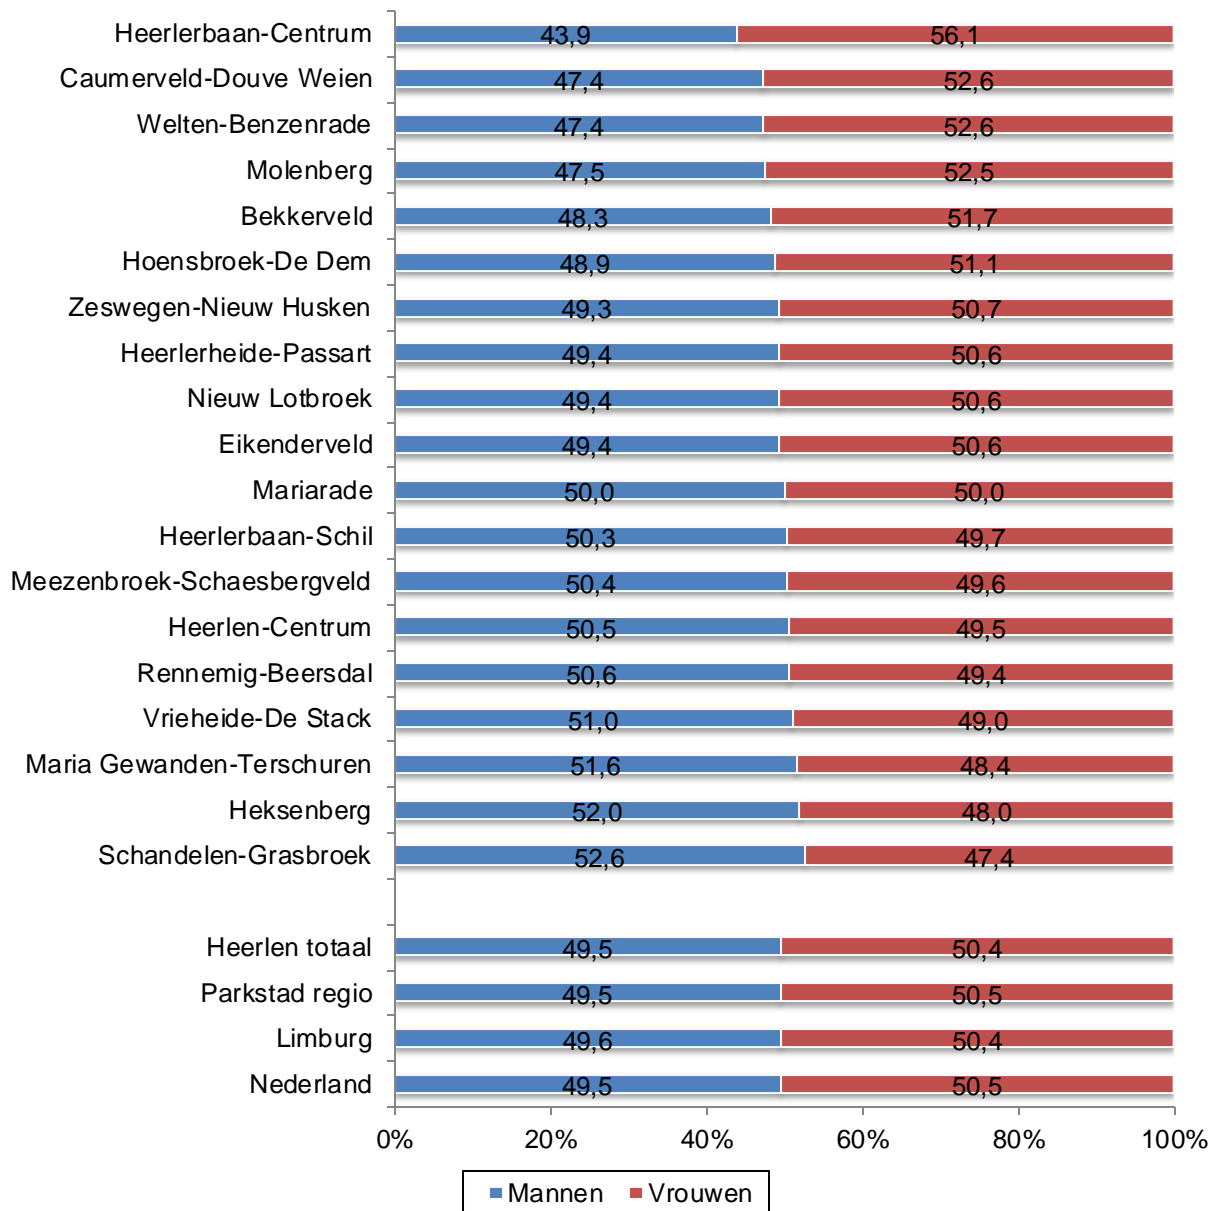 Heerlerbaan-Centrum 43,9 56,1
Caumerveld-Douve Weien 47,4 52,6
Welten-Benzenrade 47,4 52,6
Molenberg 47,5 52,5
Bekkerveld 48,3 51,7
Hoensbroek-De Dem 48,9 51,1
Zeswegen-Nieuw Husken 49,3 50,7
Heerlerheide-Passart 49,4 50,6
Nieuw Lotbroek 49,4 50,6
Eikenderveld 49,4 50,6
Mariarade 50,0 50,0
Heerlerbaan-Schil 50,3 49,7
Meezenbroek-Schaesbergveld 50,4 49,6
Heerlen-Centrum 50,5 49,5
Rennemig-Beersdal 50,6 49,4
Vrieheide-De Stack 51,0 49,0
Maria Gewanden-Terschuren 51,6 48,4
Heksenberg 52,0 48,0
Schandelen-Grasbroek 52,6 47,4
Heerlen totaal 49,5 50,4
Parkstad regio 49,5 50,5
Limburg 49,6 50,4
Nederland 49,5 50,5
0% 20% 40% 60% 80% 100%
Mannen Vrouwen